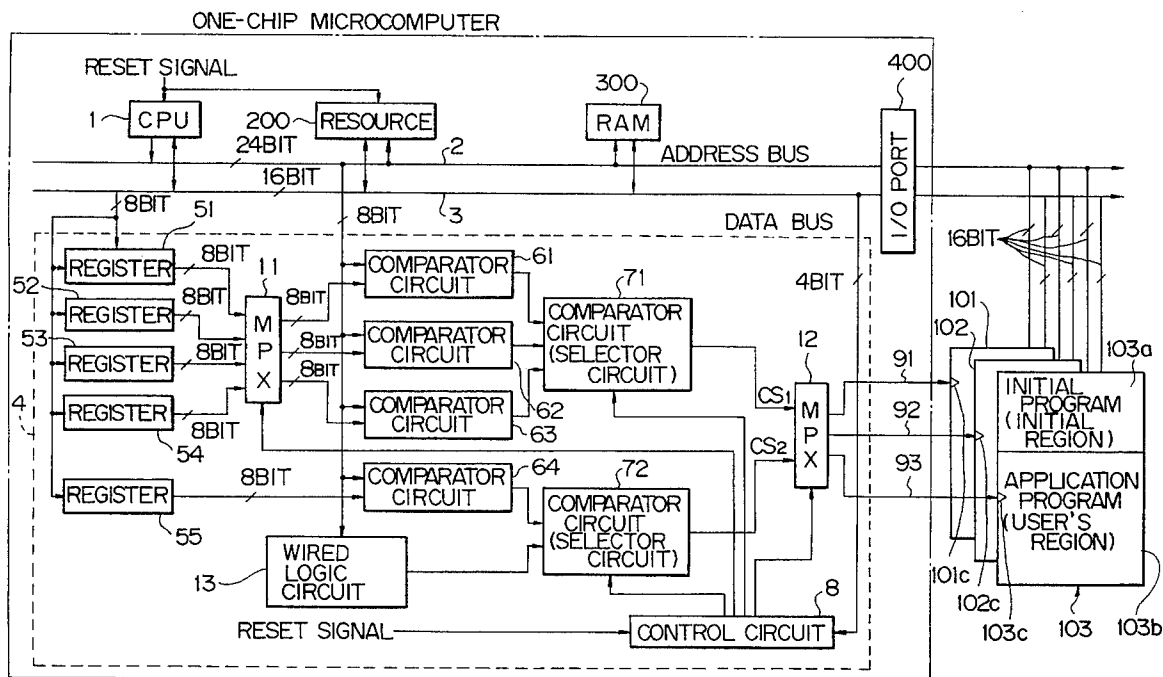 ONE-CHIP MICROCOMPUTER
RESET SIGNAL
1
CPU
200
RESOURCE
300
RAM
400
I/O PORT
24BIT
2
ADDRESS BUS
16BIT
3
8BIT
8BIT
DATA BUS
4BIT
16BIT
51
REGISTER
8BIT
52
REGISTER
8BIT
53
REGISTER
8BIT
REGISTER
54
8BIT
4
REGISTER
55
8BIT
11
MPX
8BIT
8BIT
8BIT
61
COMPARATOR
CIRCUIT
COMPARATOR
CIRCUIT
62
COMPARATOR
CIRCUIT
63
64
COMPARATOR
CIRCUIT
71
COMPARATOR
CIRCUIT
(SELECTOR
CIRCUIT)
72
COMPARATOR
CIRCUIT
(SELECTOR
CIRCUIT)
13
WIRED
LOGIC
CIRCUIT
CS1
CS2
12
MPX
91
92
93
8
CONTROL CIRCUIT
RESET SIGNAL
101
102
103a
INITIAL
PROGRAM
(INITIAL
REGION)
APPLICATION
PROGRAM
(USER'S
REGION)
101c
102c
103c
103
103b